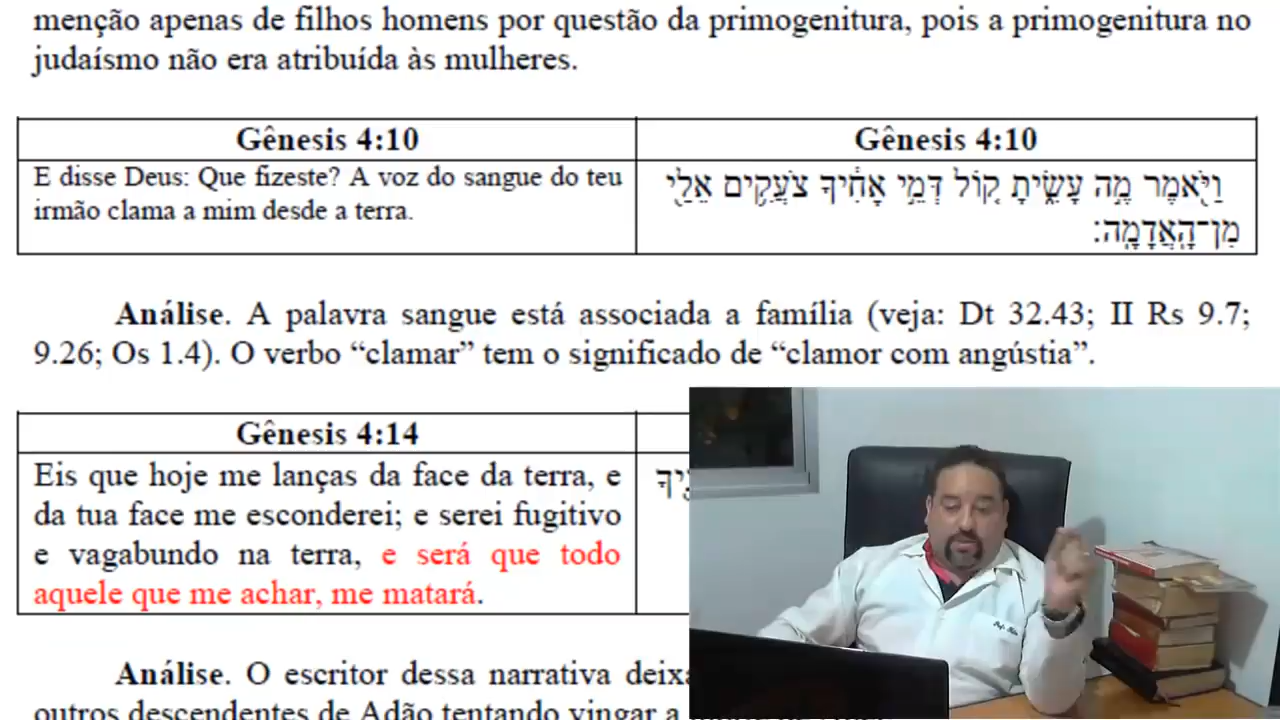 menção apenas de filhos homens por questão da primogenitura, pois a primogenitura no
judaísmo não era atribuída às mulheres.
Gênesis 4:10
Gênesis 4:10
E disse Deus: Que fizeste? A voz do sangue do teu
irmão clama a mim desde a terra.
וַיֹּ֖אמֶר מֶ֣ה עָשִׂ֑יתָ ק֚וֹל דְּמֵ֣י אָחִ֔יךָ צֹעֲקִ֥ים אֵלַ֖י
מִן־הָֽאֲדָמָֽה׃
Análise. A palavra sangue está associada a família (veja: Dt 32.43; II Rs 9.7;
9.26; Os 1.4). O verbo “clamar” tem o significado de “clamor com angústia”.
Gênesis 4:14
Eis que hoje me lanças da face da terra, e
da tua face me esconderei; e serei fugitivo
e vagabundo na terra, e será que todo
aquele que me achar, me matará.
Análise. O escritor dessa narrativa deixa
outros descendentes de Adão tentando vingar a